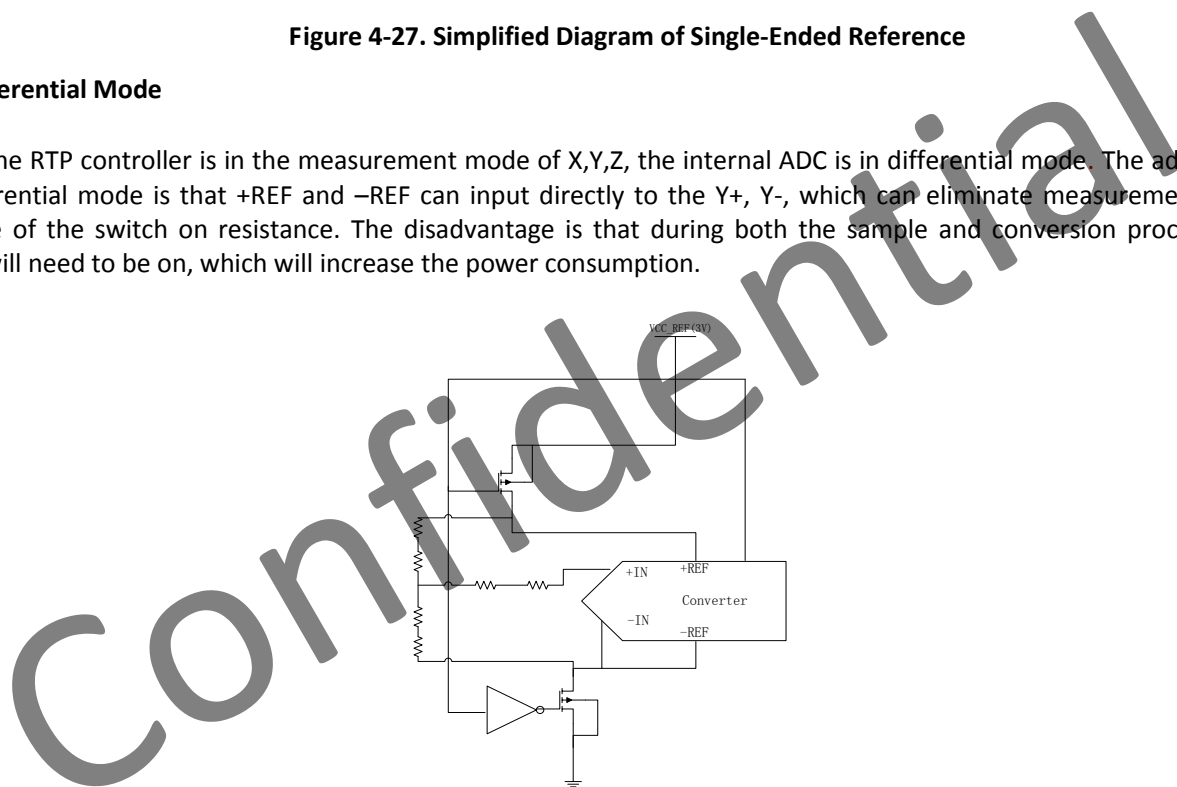 Figure 4-27. Simplified Diagram of Single-Ended Reference
erential Mode
ne RTP controller is in the measurement mode of X,Y,Z, the internal ADC is in differential mode. The ad
erential mode is that +REF and –REF can input directly to the Y+, Y-, which can eliminate measureme
e of the switch on resistance. The disadvantage is that during both the sample and conversion proc
will need to be on, which will increase the power consumption.
VCC_REF(3V)
+IN +REF
Converter
-IN
-REF
Confidential